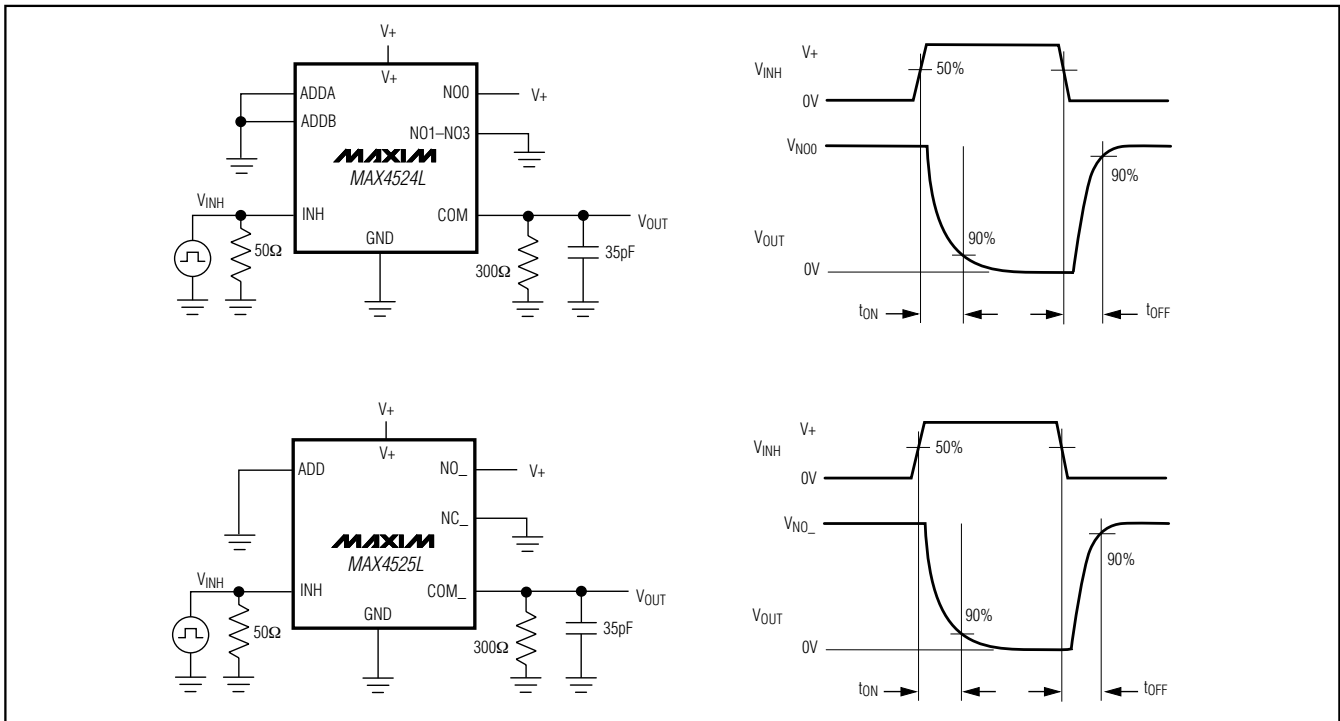 V+
V+
ADDA
NO0
V+
ADDB
NO1–NO3
MAXIM
MAX4524L
VINH
INH
COM
VOUT
GND
50Ω
300Ω
35pF
V+
VINH
50%
0V
VNO0
90%
VOUT
90%
0V
tON
tOFF
V+
V+
ADD
NO_
V+
NC_
MAXIM
MAX4525L
VINH
INH
COM_
VOUT
GND
50Ω
300Ω
35pF
V+
VINH
50%
0V
VNO_
90%
VOUT
90%
0V
tON
tOFF